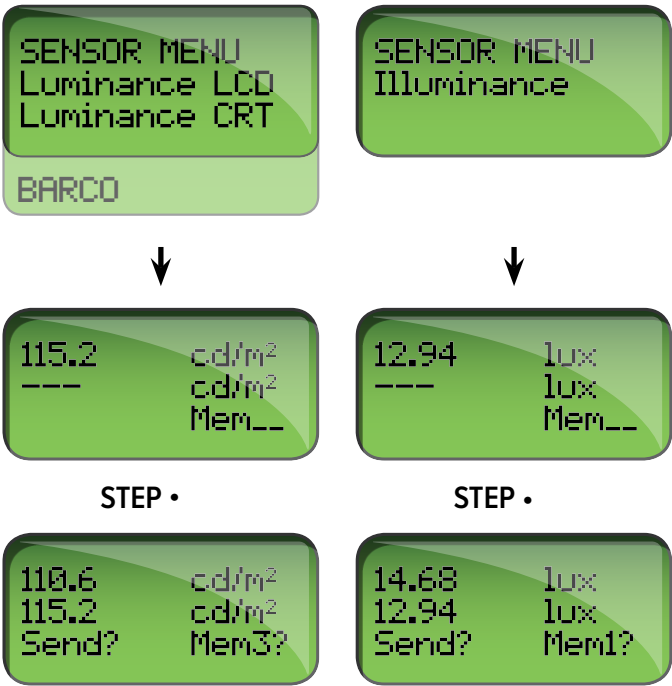 SENSOR MENU
Luminance LCD
Luminance CRT
BARCO
SENSOR MENU
Illuminance
115.2 cd/m²
--- cd/m²
Mem__
12.94 lux
--- lux
Mem__
STEP •
STEP •
110.6 cd/m²
115.2 cd/m²
Send? Mem3?
14.68 lux
12.94 lux
Send? Mem1?